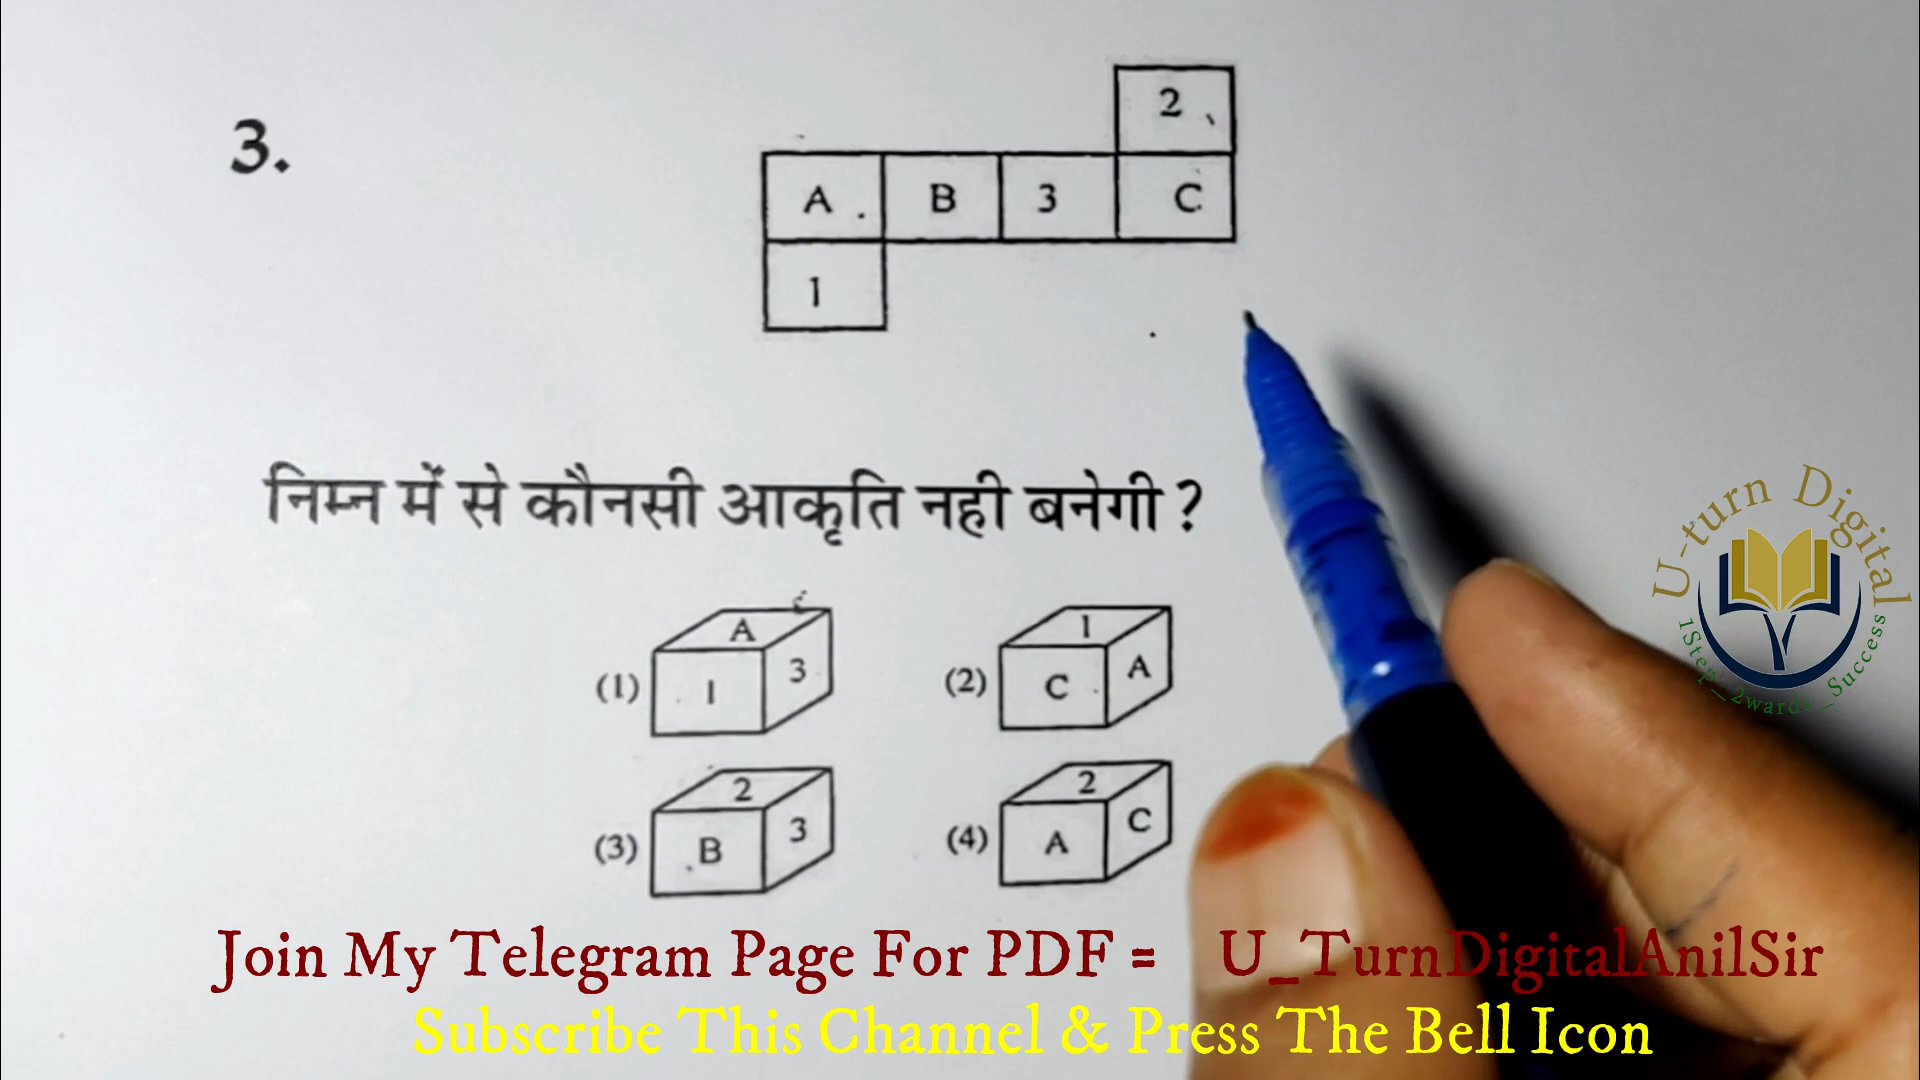 3.
2
A B 3 C
1
निम्न में से कौनसी आकृति नही बनेगी ?
(1) A 1 3
(2) 1 C A
(3) 2 B 3
(4) 2 A C
U-turn Digital
1Step_2wards_Success
Join My Telegram Page For PDF = U_TurnDigitalAnilSir
Subscribe This Channel & Press The Bell Icon